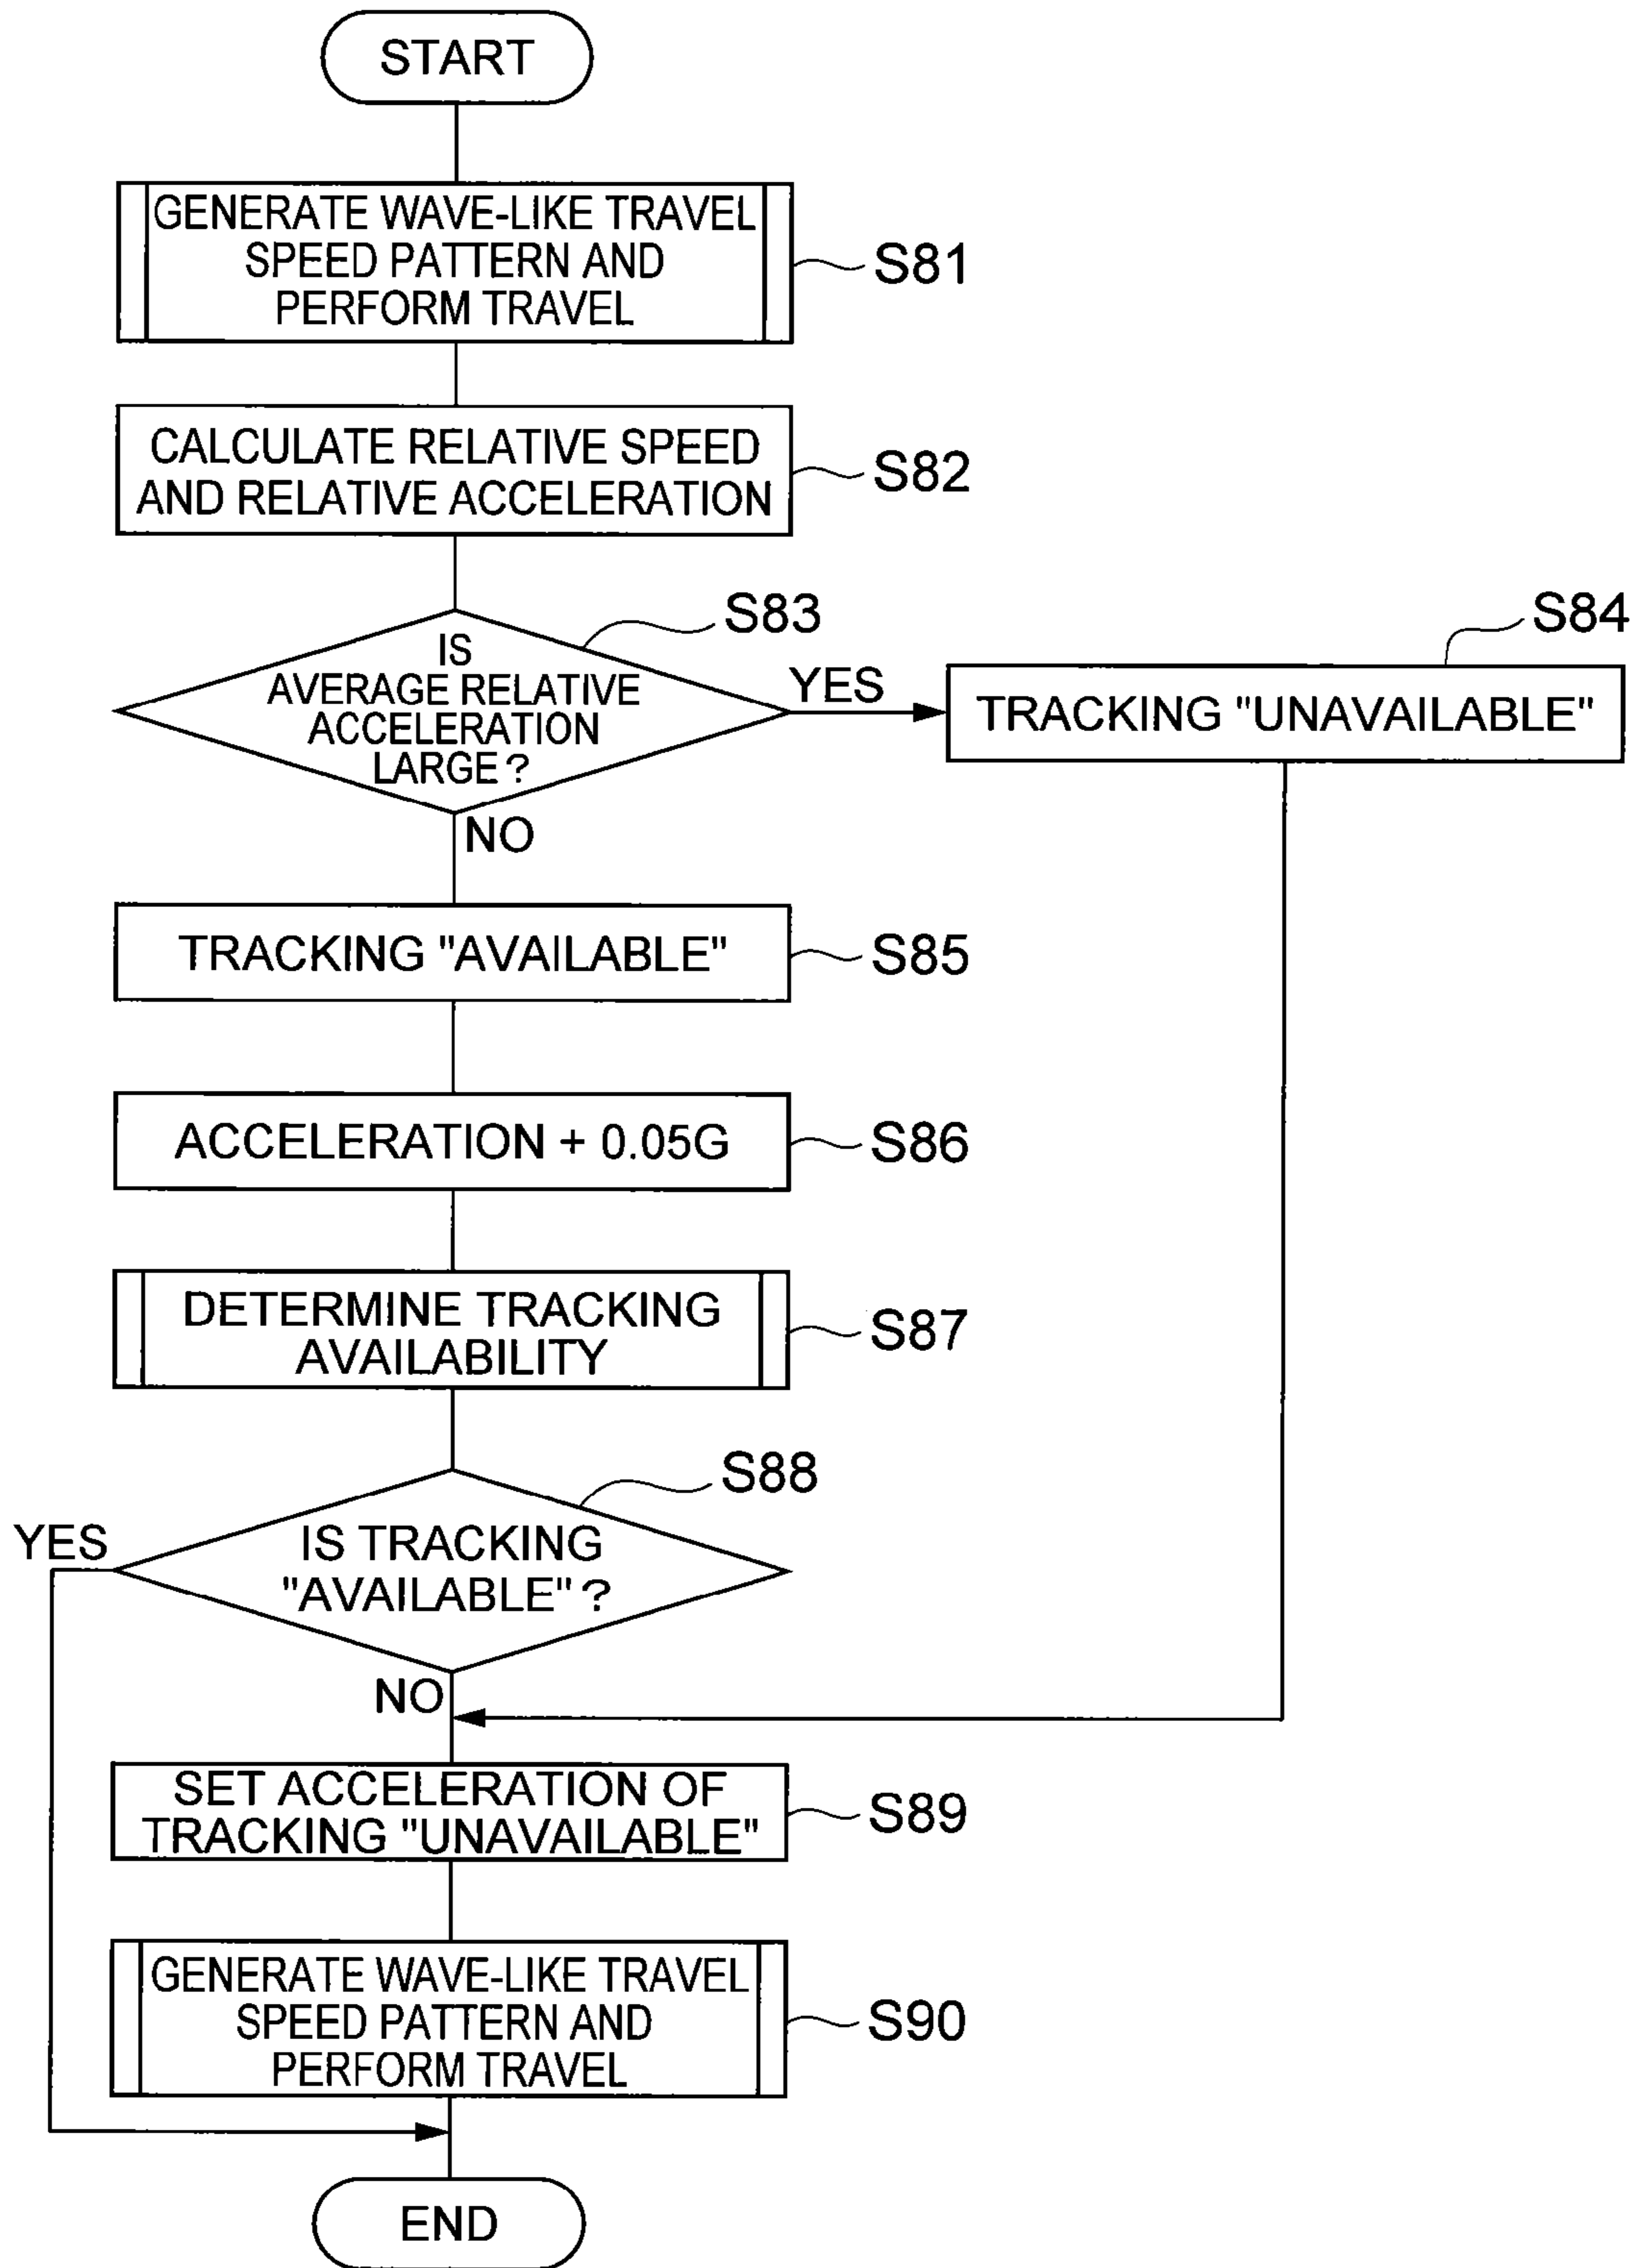 START
GENERATE WAVE-LIKE TRAVEL
SPEED PATTERN AND
PERFORM TRAVEL
S81
CALCULATE RELATIVE SPEED
AND RELATIVE ACCELERATION
S82
IS
AVERAGE RELATIVE
ACCELERATION
LARGE?
S83
YES
TRACKING "UNAVAILABLE"
S84
NO
TRACKING "AVAILABLE"
S85
ACCELERATION + 0.05G
S86
DETERMINE TRACKING
AVAILABILITY
S87
IS TRACKING
"AVAILABLE"?
S88
YES
NO
SET ACCELERATION OF
TRACKING "UNAVAILABLE"
S89
GENERATE WAVE-LIKE TRAVEL
SPEED PATTERN AND
PERFORM TRAVEL
S90
END